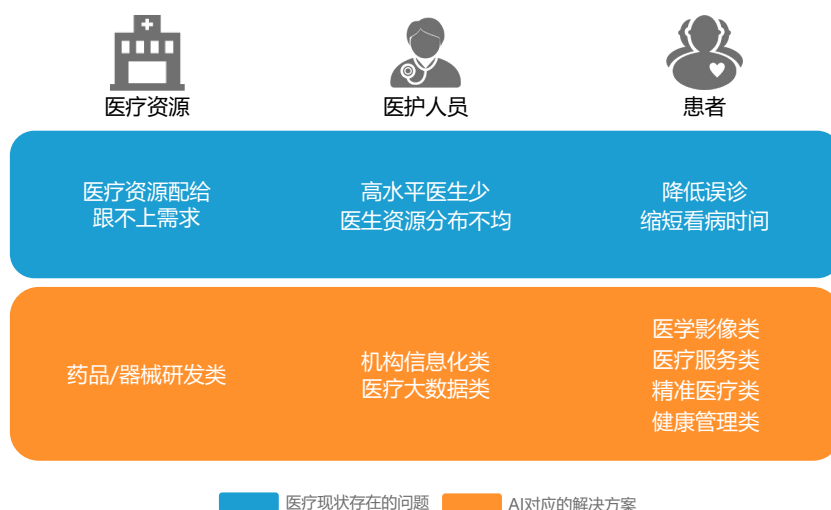 医疗资源
医护人员
患者
医疗资源配给
跟不上需求
高水平医生少
医生资源分布不均
降低误诊
缩短看病时间
药品/器械研发类
机构信息化类
医疗大数据类
医学影像类
医疗服务类
精准医疗类
健康管理类
医疗现状存在的问题
AI对应的解决方案